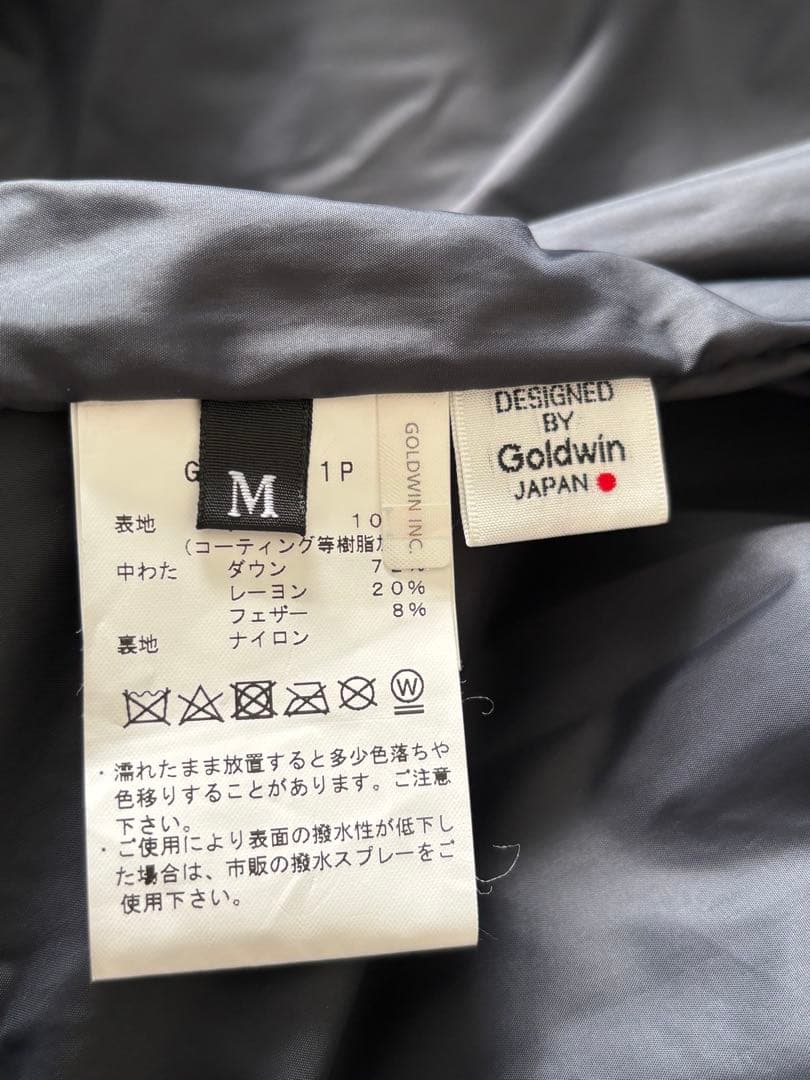 G
M
1P
GOLDWIN INC.
DESIGNED
BY
Goldwin
JAPAN
表地 10
(コーティング等樹脂
中わた ダウン
レーヨン 20%
フェザー 8%
裏地 ナイロン
W
・濡れたまま放置すると多少色落ちや
色移りすることがあります。ご注意
下さい。
・ご使用により表面の撥水性が低下し
た場合は、市販の撥水スプレーをご
使用下さい。